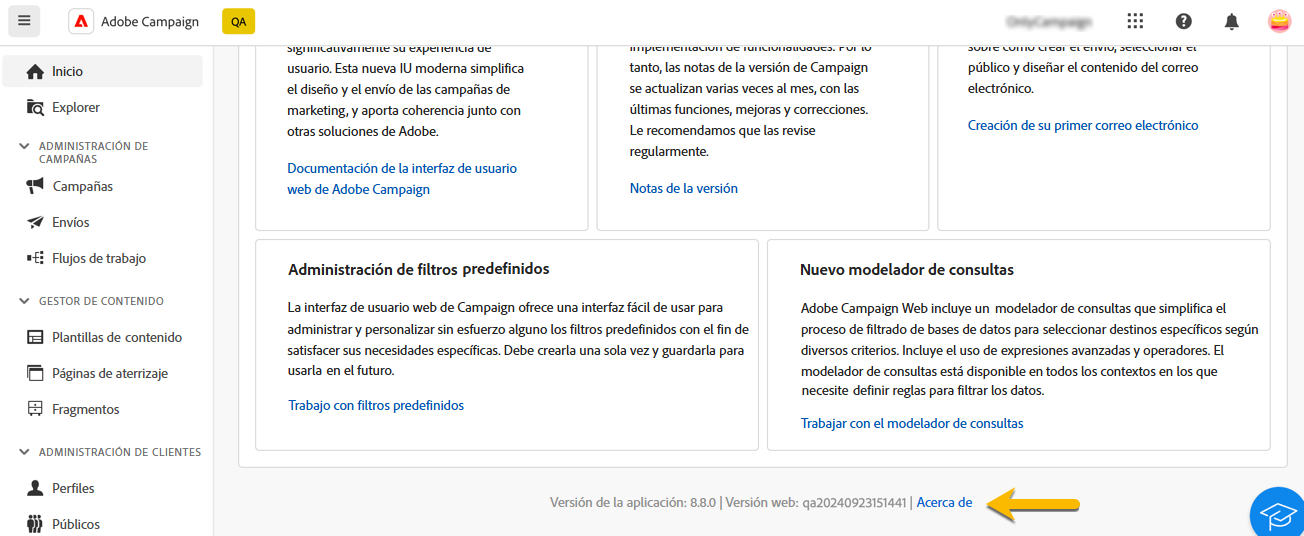 Adobe Campaign
QA
Inicio
Explorer
ADMINISTRACIÓN DE
CAMPAÑAS
Campañas
Envíos
Flujos de trabajo
GESTOR DE CONTENIDO
Plantillas de contenido
Páginas de aterrizaje
Fragmentos
ADMINISTRACIÓN DE CLIENTES
Perfiles
Públicos
significativamente su experiencia de
usuario. Esta nueva IU moderna simplifica
el diseño y el envío de las campañas de
marketing, y aporta coherencia junto con
otras soluciones de Adobe.
Documentación de la interfaz de usuario
web de Adobe Campaign
implementación de funcionalidades. Por lo
tanto, las notas de la versión de Campaign
se actualizan varias veces al mes, con las
últimas funciones, mejoras y correcciones.
Le recomendamos que las revise
regularmente.
Notas de la versión
sobre cómo crear el envío, seleccionar el
público y diseñar el contenido del correo
electrónico.
Creación de su primer correo electrónico
Administración de filtros predefinidos
La interfaz de usuario web de Campaign ofrece una interfaz fácil de usar para
administrar y personalizar sin esfuerzo alguno los filtros predefinidos con el fin de
satisfacer sus necesidades específicas. Debe crearla una sola vez y guardarla para
usarla en el futuro.
Trabajo con filtros predefinidos
Nuevo modelador de consultas
Adobe Campaign Web incluye un modelador de consultas que simplifica el
proceso de filtrado de bases de datos para seleccionar destinos específicos según
diversos criterios. Incluye el uso de expresiones avanzadas y operadores. El
modelador de consultas está disponible en todos los contextos en los que
necesite definir reglas para filtrar los datos.
Trabajar con el modelador de consultas
Versión de la aplicación: 8.8.0 | Versión web: qa20240923151441 | Acerca de